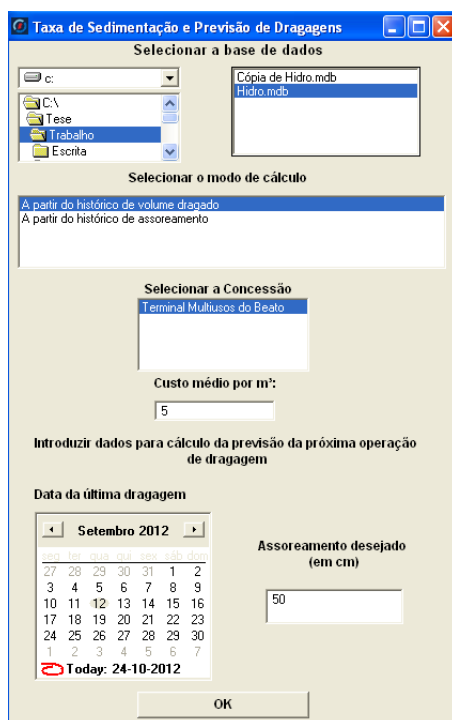 Taxa de Sedimentação e Previsão de Dragagens
Selecionar a base de dados
c:
C:\
Tese
Trabalho
Escrita
Cópia de Hidro.mdb
Hidro.mdb
Selecionar o modo de cálculo
A partir do histórico de volume dragado
A partir do histórico de assoreamento
Selecionar a Concessão
Terminal Multiusos do Beato
Custo médio por m³:
5
Introduzir dados para cálculo da previsão da próxima operação
de dragagem
Data da última dragagem
Setembro 2012
seg ter qua qui sex sáb dom
27 28 29 30 31 1 2
3 4 5 6 7 8 9
10 11 12 13 14 15 16
17 18 19 20 21 22 23
24 25 26 27 28 29 30
1 2 3 4 5 6 7
Today: 24-10-2012
Assoreamento desejado
(em cm)
50
OK